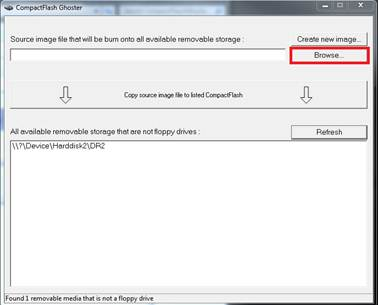 CompactFlash Ghoster
Source image file that will be burn onto all available removable storage :
Create new image...
Browse...
Copy source image file to listed CompactFlash
All available removable storage that are not floppy drives :
Refresh
\\?\Device\Harddisk2\DR2
Found 1 removable media that is not a floppy drive